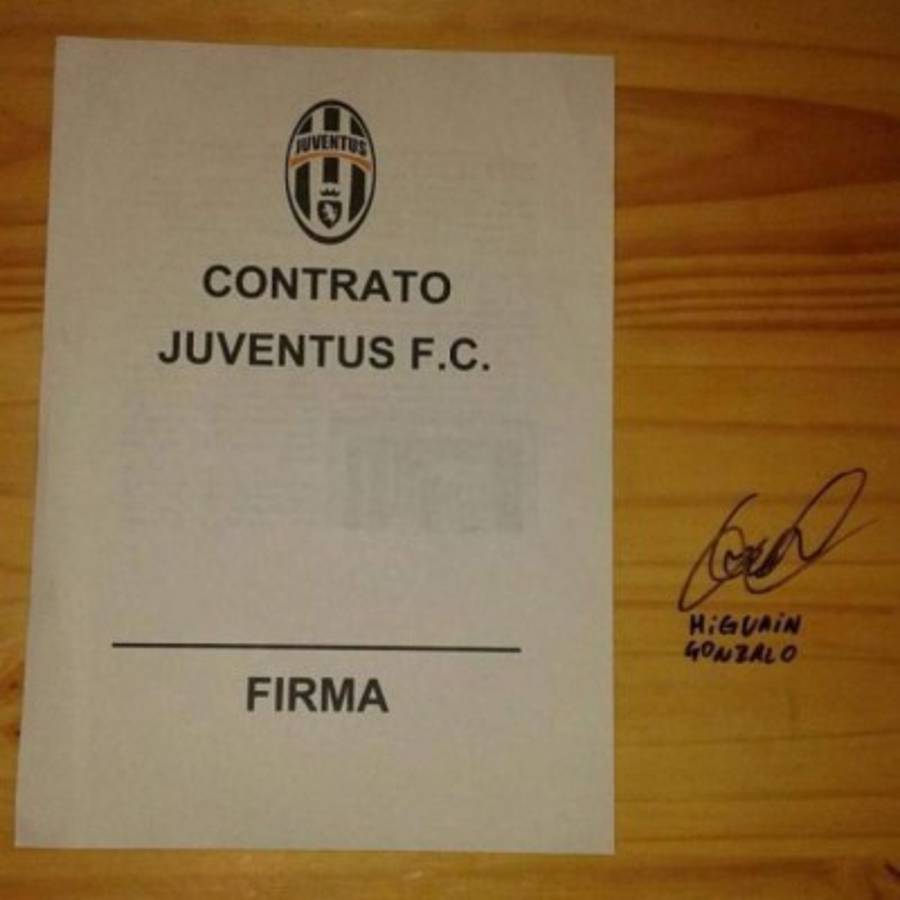 JUVENTUS
CONTRATO
JUVENTUS F.C.
FIRMA
HiGUAiN
GONZALO